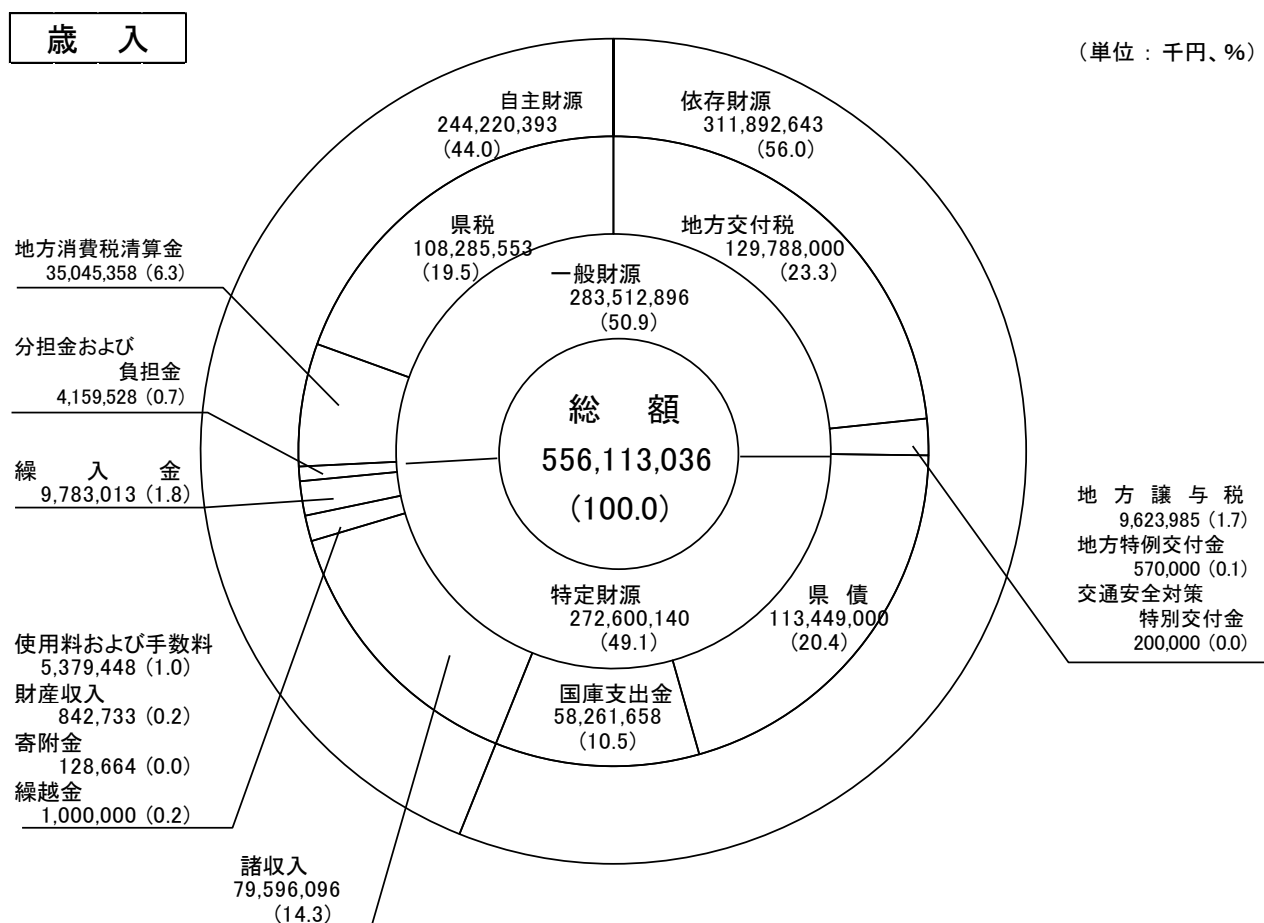 歳 入
（単位：千円、%）
自主財源
244,220,393
（44.0）
依存財源
311,892,643
（56.0）
県税
108,285,553
（19.5）
地方交付税
129,788,000
（23.3）
一般財源
283,512,896
（50.9）
総 額
556,113,036
（100.0）
特定財源
272,600,140
（49.1）
県 債
113,449,000
（20.4）
国庫支出金
58,261,658
（10.5）
地方消費税清算金
35,045,358（6.3）
分担金および
負担金
4,159,528（0.7）
繰 入 金
9,783,013（1.8）
使用料および手数料
5,379,448（1.0）
財産収入
842,733（0.2）
寄附金
128,664（0.0）
繰越金
1,000,000（0.2）
諸収入
79,596,096
（14.3）
地 方 譲 与 税
9,623,985（1.7）
地方特例交付金
570,000（0.1）
交通安全対策
特別交付金
200,000（0.0）